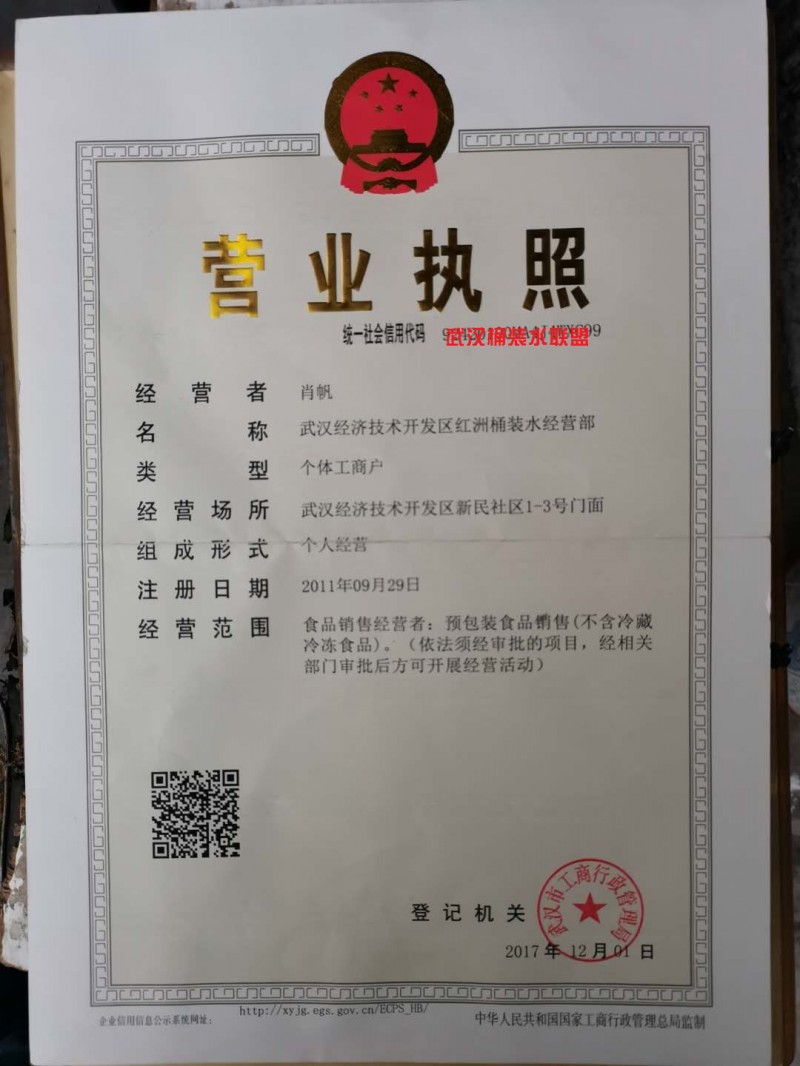 营业执照
统一社会信用代码
武汉桶装水联盟
经营者 肖帆
名称 武汉经济技术开发区红洲桶装水经营部
类型 个体工商户
经营场所 武汉经济技术开发区新民社区1-3号门面
组成形式 个人经营
注册日期 2011年09月29日
经营范围 食品销售经营者：预包装食品销售(不含冷藏
冷冻食品)。（依法须经审批的项目，经相关
部门审批后方可开展经营活动）
武汉市工商行政管理局
登记机关
2017年12月01日
企业信用信息公示系统网址： http://xyjg.egs.gov.cn/ECPS_HB/
中华人民共和国国家工商行政管理总局监制